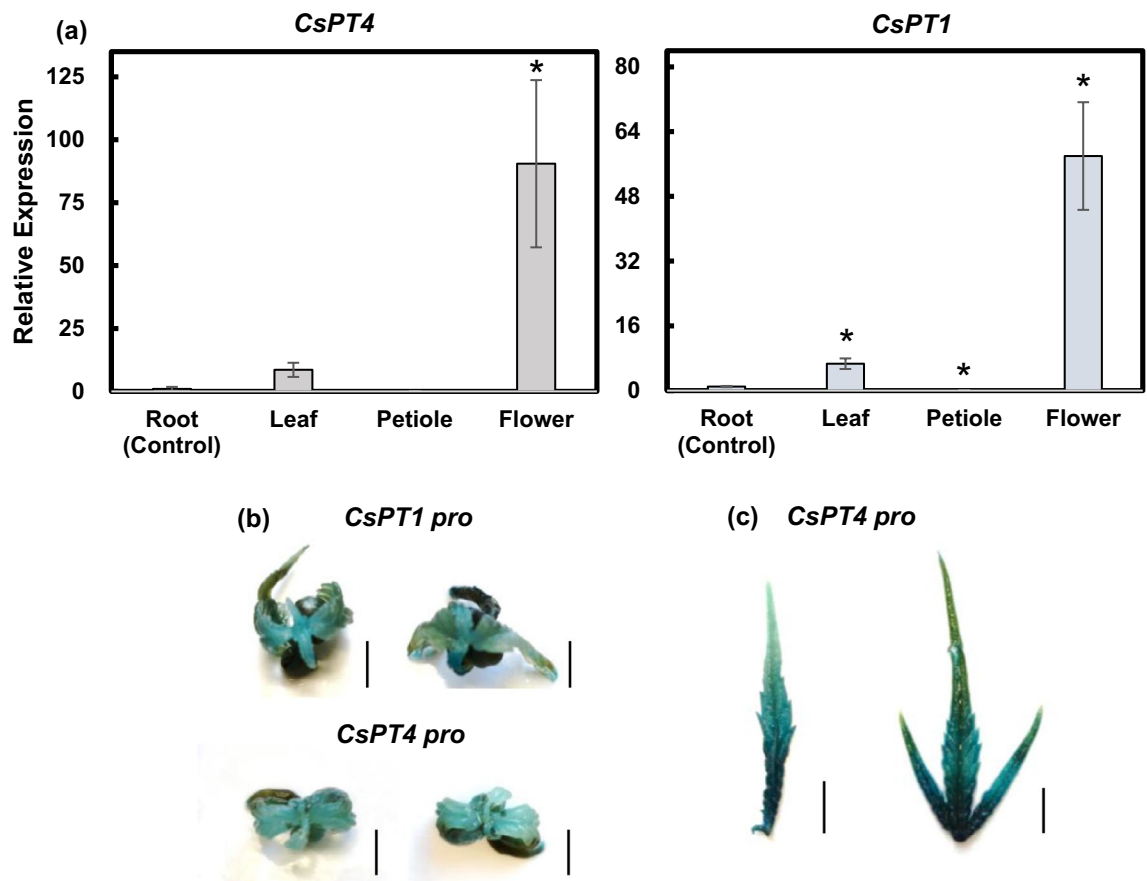 (a)
CsPT4
CsPT1
Relative Expression
125
100
75
50
25
0
*
Root
(Control)
Leaf
Petiole
Flower
80
64
48
32
16
0
*
*
*
Root
(Control)
Leaf
Petiole
Flower
(b)
CsPT1 pro
CsPT4 pro
(c)
CsPT4 pro